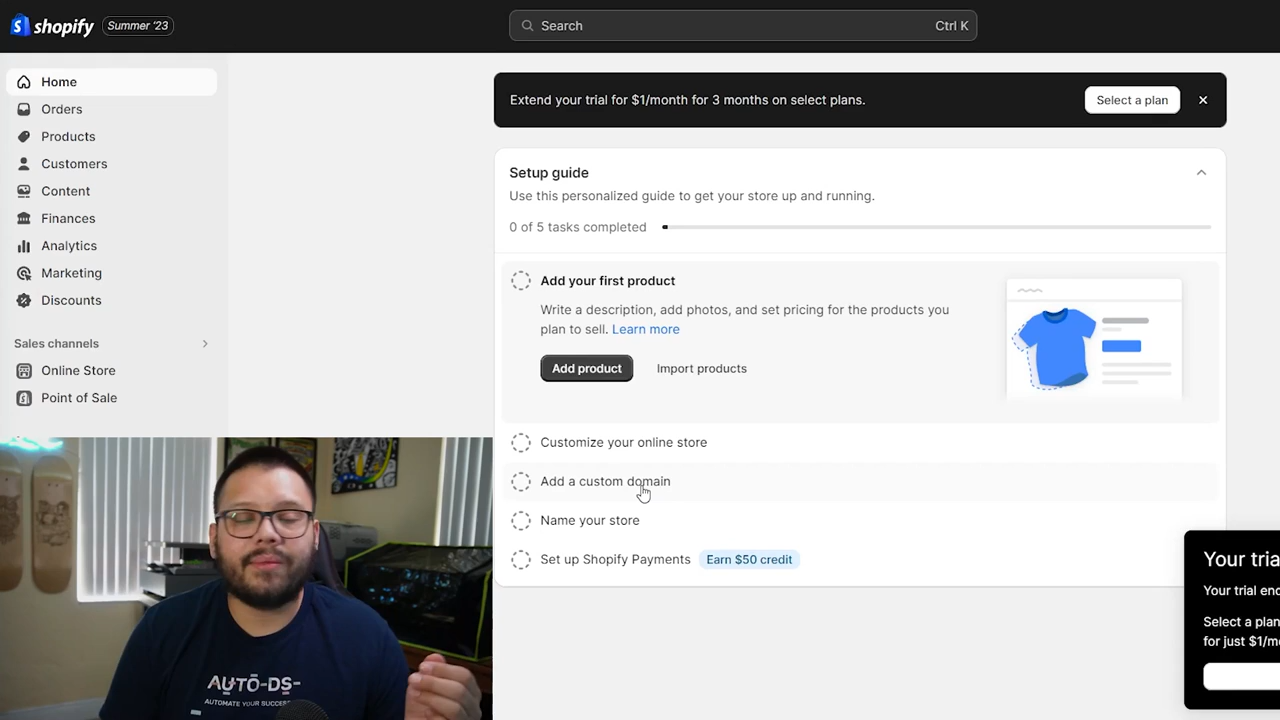 shopify Summer '23
Search Ctrl K
Home
Orders
Products
Customers
Content
Finances
Analytics
Marketing
Discounts
Sales channels
Online Store
Point of Sale
Extend your trial for $1/month for 3 months on select plans. Select a plan
Setup guide
Use this personalized guide to get your store up and running.
0 of 5 tasks completed
Add your first product
Write a description, add photos, and set pricing for the products you
plan to sell. Learn more
Add product Import products
Customize your online store
Add a custom domain
Name your store
Set up Shopify Payments Earn $50 credit
Your tria
Your trial end
Select a plan
for just $1/m
AUTO-DS-
AUTOMATE YOUR SUCCESS